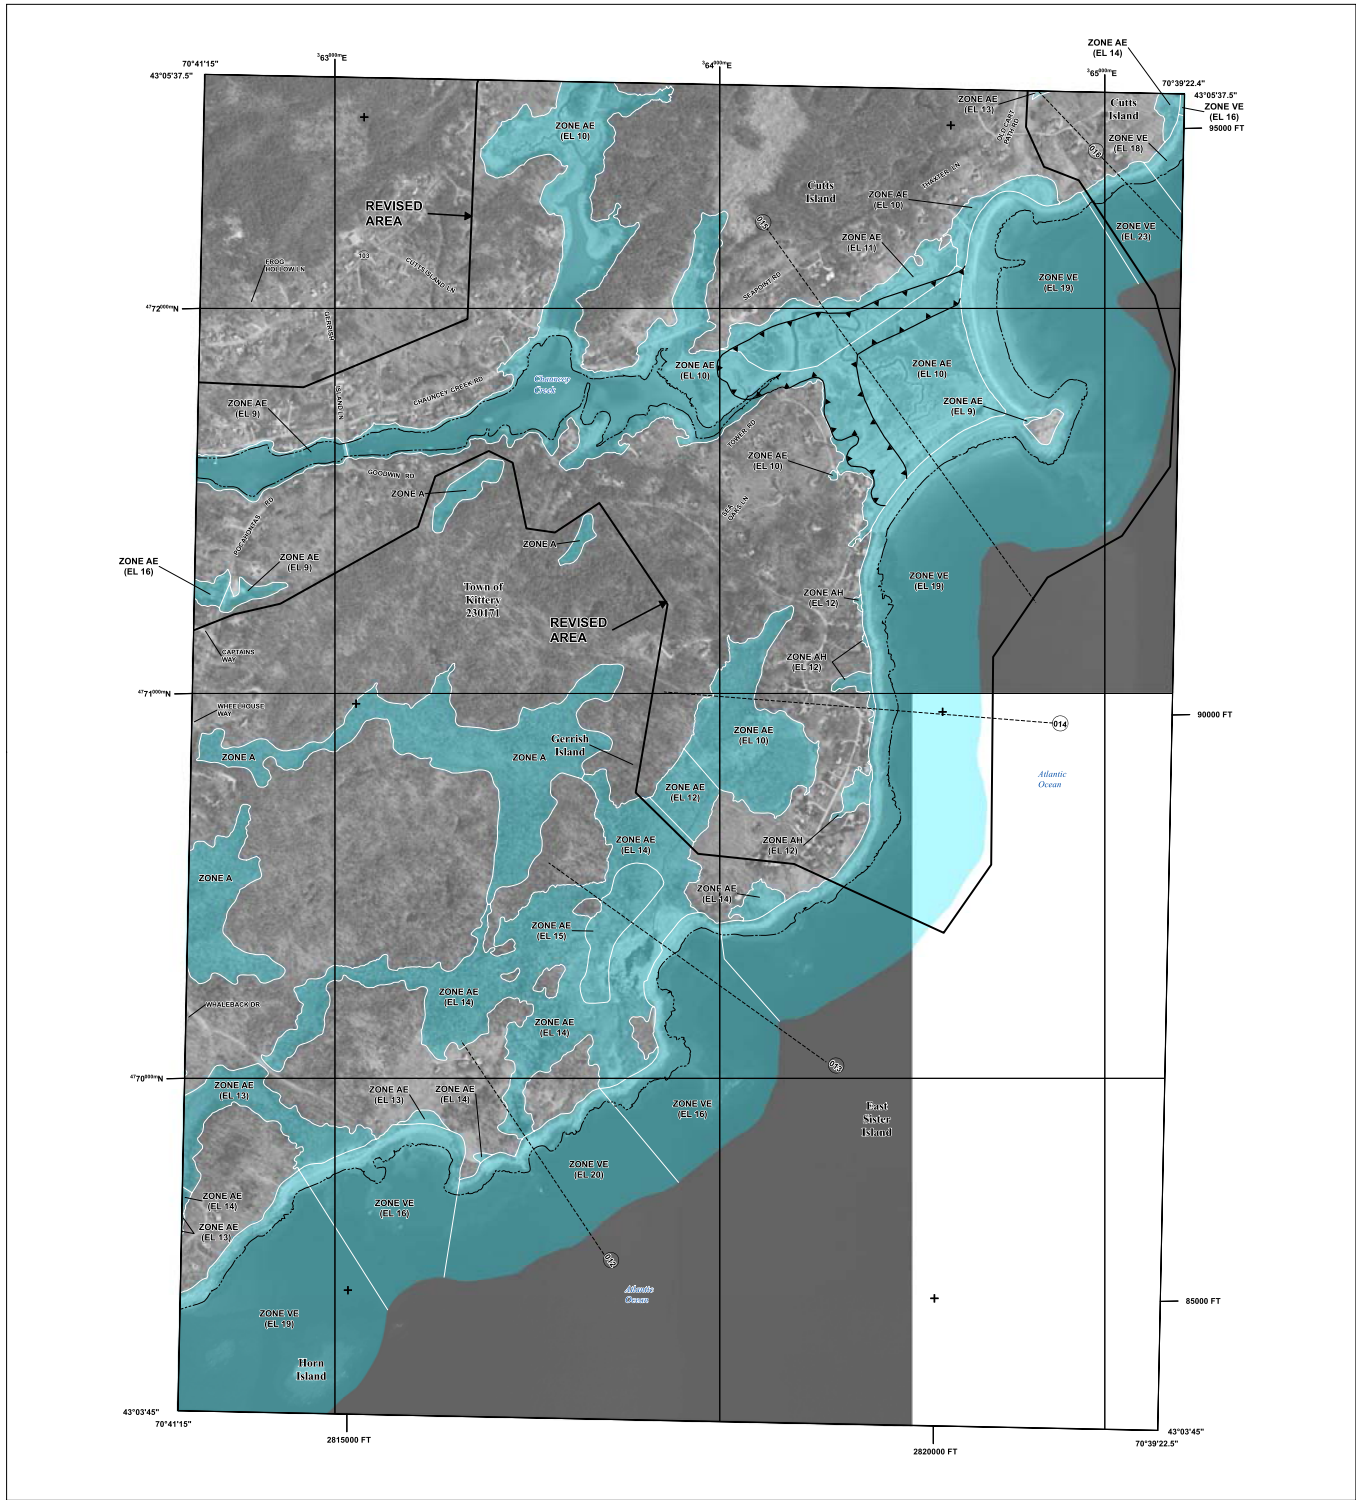 ZONE AE
(EL 14)
70°41'15"
³63⁰⁰⁰ᵐE
³64⁰⁰⁰ᵐE
³65⁰⁰⁰ᵐE
70°39'22.4"
43°05'37.5"
43°05'37.5"
ZONE AE
(EL 13)
Cutts
Island
ZONE VE
(EL 16)
95000 FT
ZONE AE
(EL 10)
OLD CART
PATH RD
ZONE VE
(EL 18)
016
THAXTER LN
Cutts
Island
ZONE AE
(EL 10)
REVISED
AREA
015
ZONE VE
(EL 23)
ZONE AE
(EL 11)
103
FROG
HOLLOW LN
CUTTS ISLAND LN
SEAPOINT RD
ZONE VE
(EL 19)
⁴⁷72⁰⁰⁰ᵐN
GERRISH
ISLAND LN
ZONE AE
(EL 10)
ZONE AE
(EL 10)
Chauncey
Creek
CHAUNCEY CREEK RD
ZONE AE
(EL 9)
ZONE AE
(EL 9)
TOWER RD
ZONE AE
(EL 10)
GOODWIN RD
ZONE A
SEA
OAKS LN
POCAHONTAS RD
ZONE A
ZONE AE
(EL 16)
ZONE AE
(EL 9)
ZONE VE
(EL 19)
Town of
Kittery
230171
ZONE AH
(EL 12)
REVISED
AREA
CAPTAINS
WAY
ZONE AH
(EL 12)
⁴⁷71⁰⁰⁰ᵐN
WHEELHOUSE
WAY
90000 FT
014
ZONE AE
(EL 10)
Gerrish
Island
ZONE A
ZONE A
Atlantic
Ocean
ZONE AE
(EL 12)
ZONE AE
(EL 14)
ZONE AH
(EL 12)
ZONE A
ZONE AE
(EL 14)
ZONE AE
(EL 15)
ZONE AE
(EL 14)
WHALEBACK DR
ZONE AE
(EL 14)
013
⁴⁷70⁰⁰⁰ᵐN
ZONE AE
(EL 13)
ZONE AE
(EL 13)
ZONE AE
(EL 14)
ZONE VE
(EL 16)
East
Sister
Island
ZONE VE
(EL 20)
ZONE AE
(EL 14)
ZONE VE
(EL 16)
ZONE AE
(EL 13)
012
Atlantic
Ocean
85000 FT
ZONE VE
(EL 19)
Horn
Island
43°03'45"
70°41'15"
2815000 FT
2820000 FT
43°03'45"
70°39'22.5"